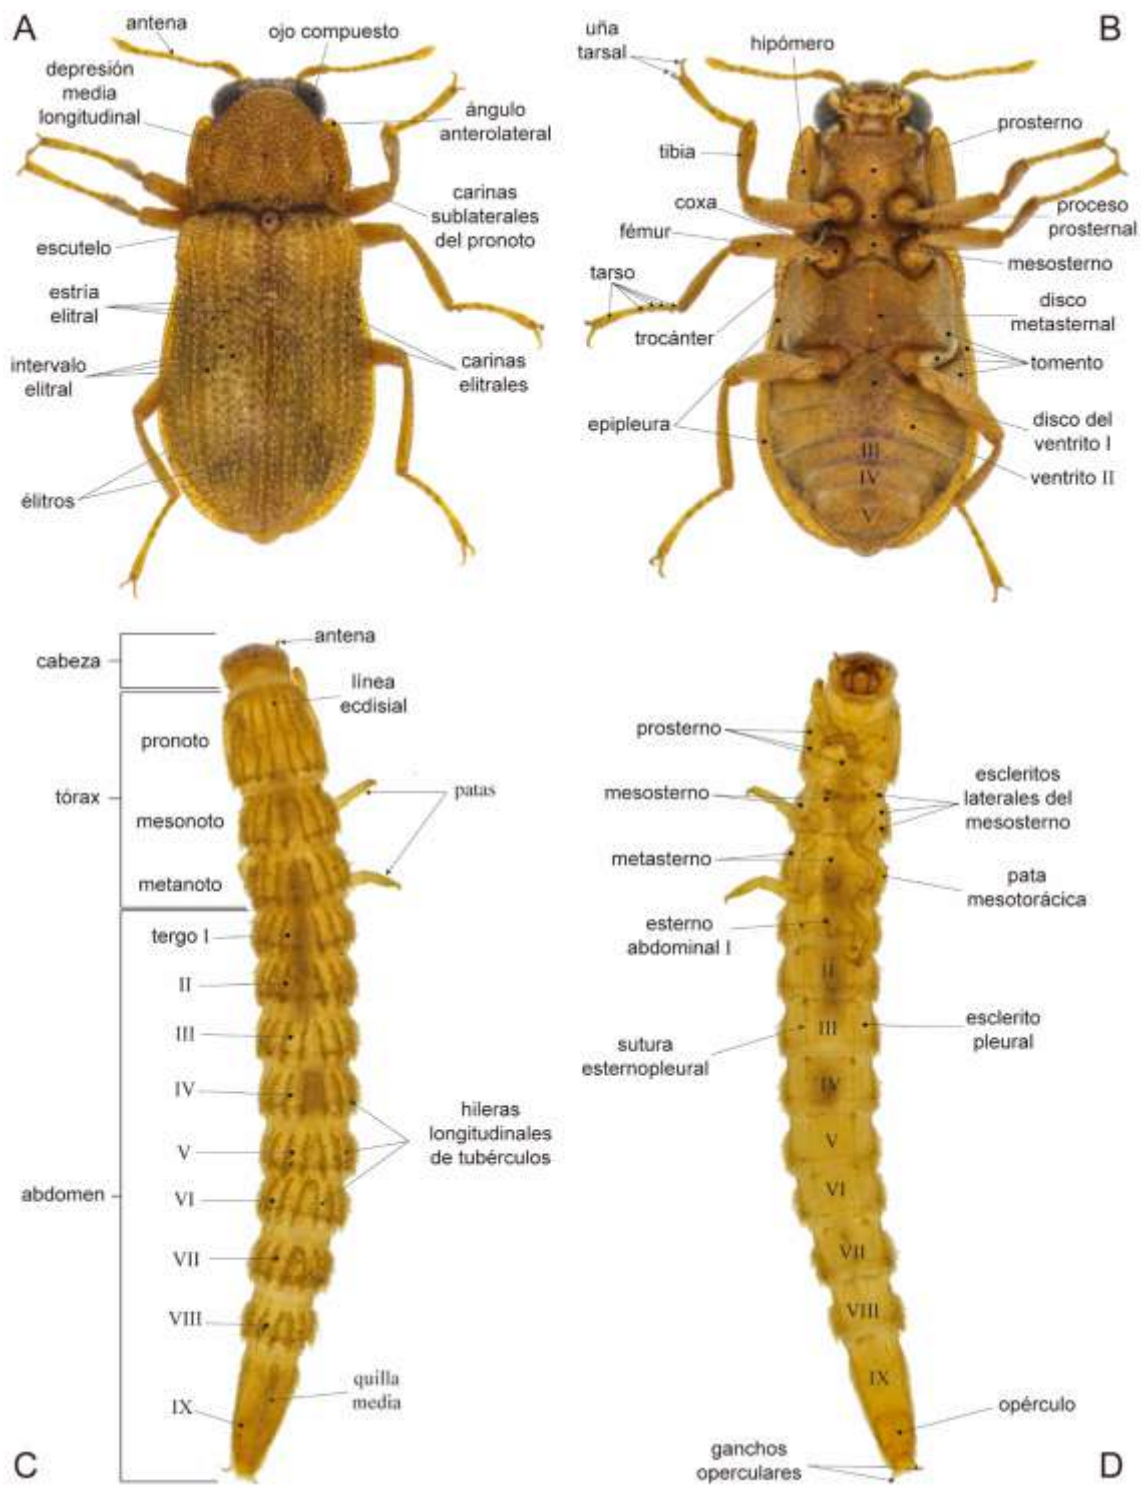 A
antena
ojo compuesto
depresión
media
longitudinal
ángulo
anterolateral
carinas
sublaterales
del pronoto
escutelo
estria
elitral
intervalo
elitral
carinas
elitrales
élitros
B
uña
tarsal
hipómero
prosterno
tibia
coxa
fémur
proceso
prosternal
mesosterno
tarso
trocánter
disco
metasternal
tomento
epipleura
disco del
ventrito I
ventrito II
III
IV
V
cabeza
antena
línea
ecdisial
pronoto
tórax
patas
mesonoto
metanoto
tergo I
II
III
IV
hileras
longitudinales
de tubérculos
V
abdomen
VI
VII
VIII
quilla
media
IX
C
prosterno
mesosterno
escleritos
laterales del
mesosterno
metasterno
pata
mesotorácica
esterno
abdominal I
II
III
esclerito
pleural
sutura
esternopleural
IV
V
VI
VII
VIII
IX
opérculo
ganchos
operculares
D